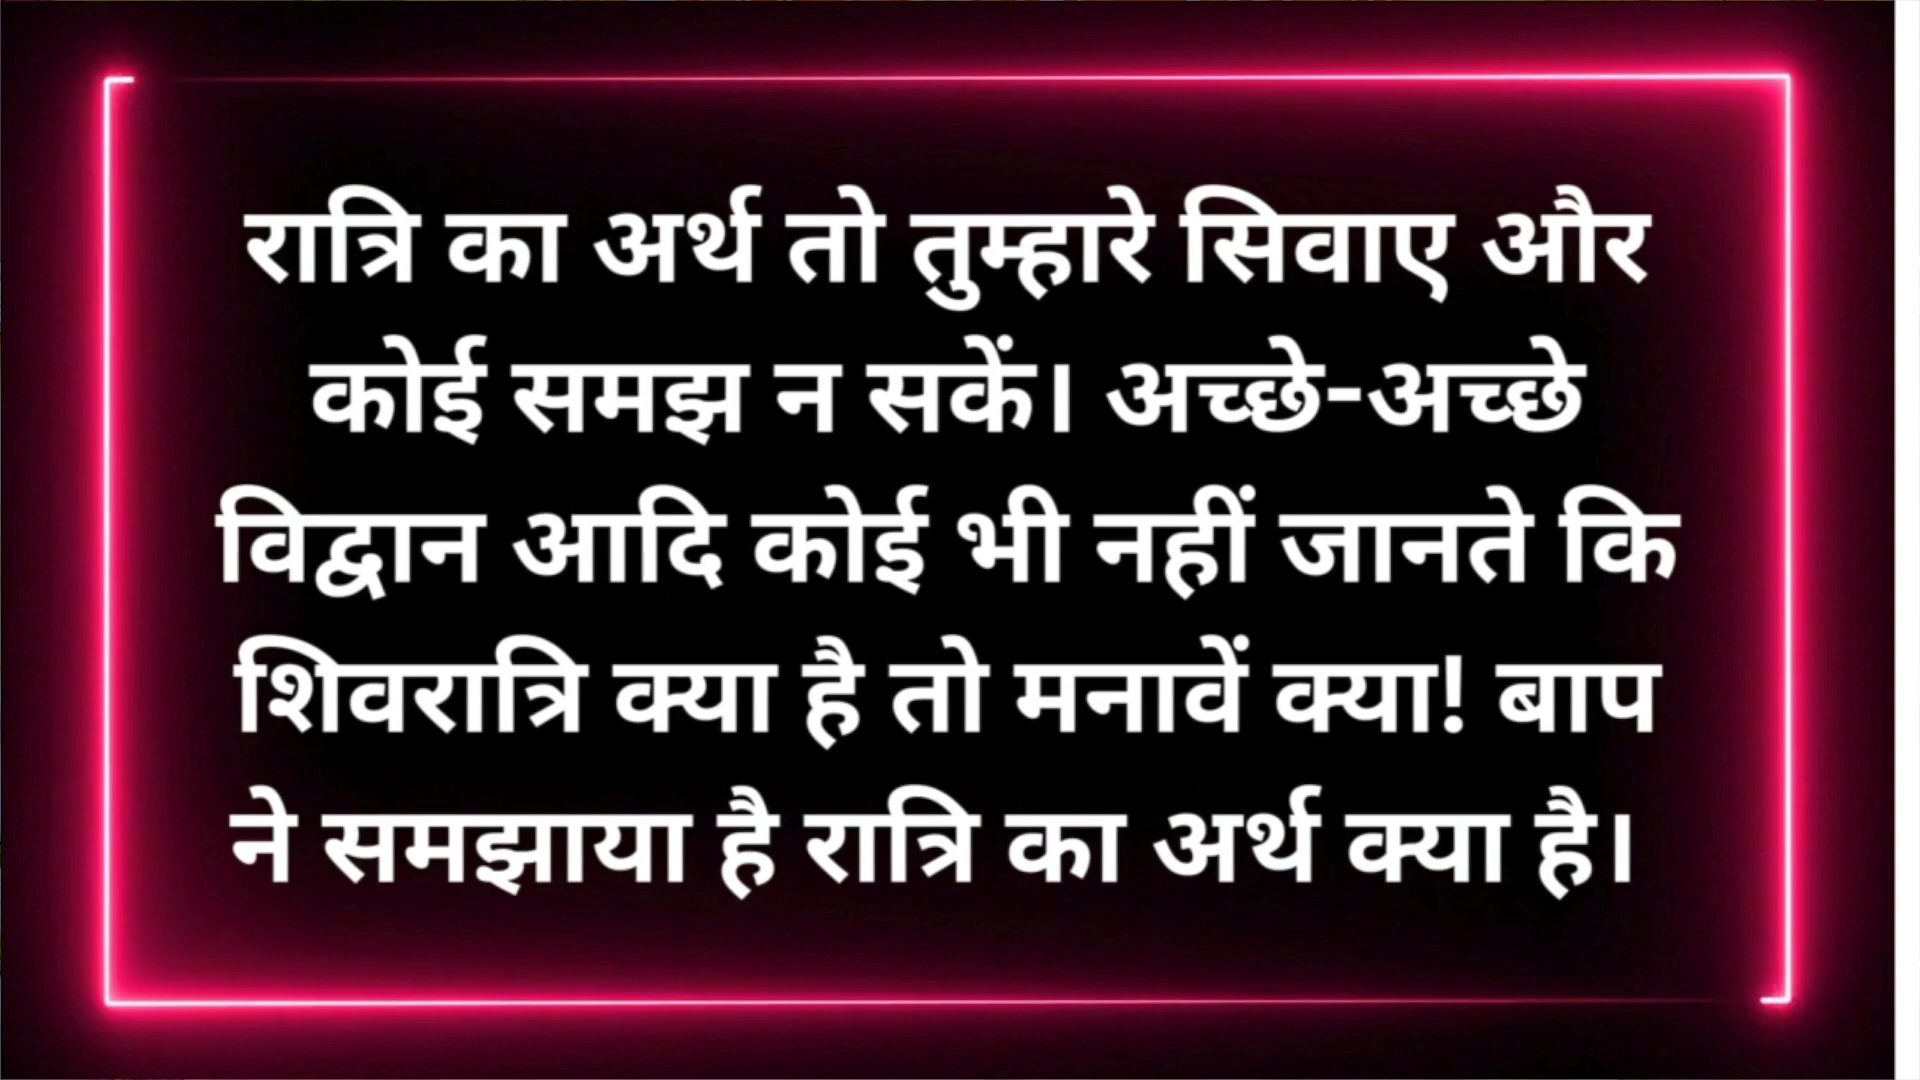 रात्रि का अर्थ तो तुम्हारे सिवाए और
कोई समझ न सकें। अच्छे-अच्छे
विद्वान आदि कोई भी नहीं जानते कि
शिवरात्रि क्या है तो मनावें क्या! बाप
ने समझाया है रात्रि का अर्थ क्या है।